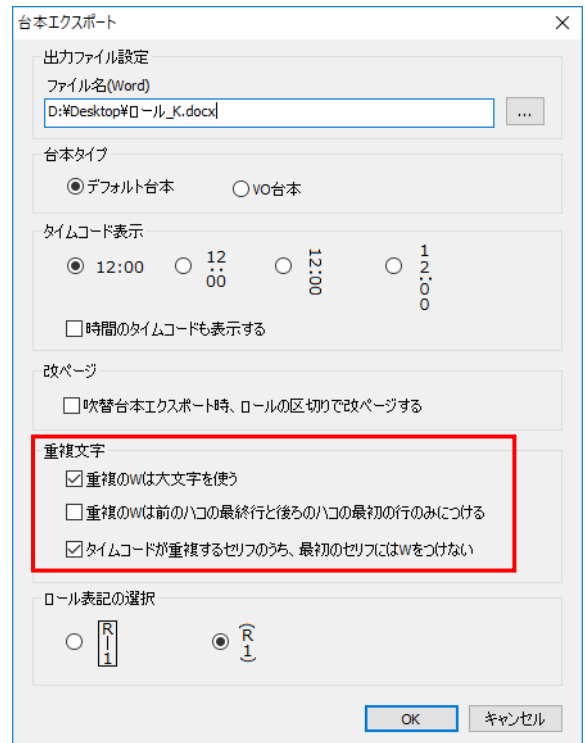 台本エクスポート
出力ファイル設定
ファイル名(Word)
D:¥Desktop¥ロール_K.docx
...
台本タイプ
デフォルト台本 VO台本
タイムコード表示
12:00 12:00 12:00 12:00
時間のタイムコードも表示する
改ページ
吹替台本エクスポート時、ロールの区切りで改ページする
重複文字
重複のWは大文字を使う
重複のWは前のハコの最終行と後ろのハコの最初の行のみにつける
タイムコードが重複するセリフのうち、最初のセリフにはWをつけない
ロール表記の選択
R-1 (R1)
OK キャンセル